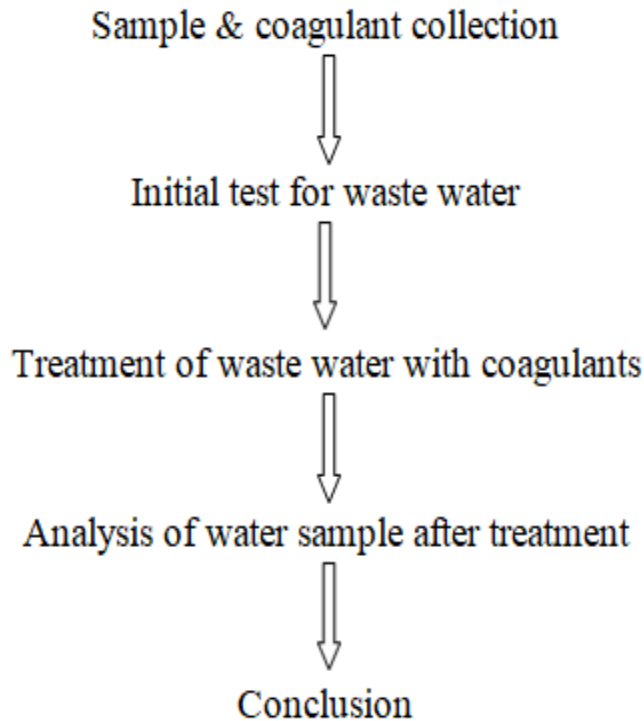 Sample & coagulant collection
Initial test for waste water
Treatment of waste water with coagulants
Analysis of water sample after treatment
Conclusion